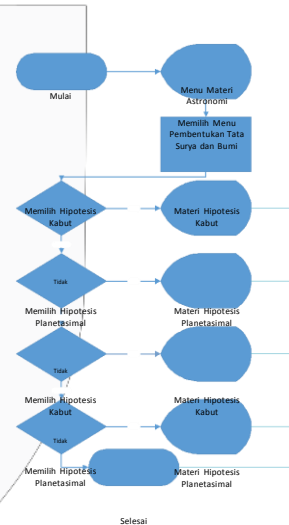 Mulai
Menu Materi
Astronomi
Memilih Menu
Pembentukan Tata
Surya dan Bumi
Memilih Hipotesis
Kabut
Materi Hipotesis
Kabut
Tidak
Memilih Hipotesis
Planetasimal
Materi Hipotesis
Planetasimal
Tidak
Memilih Hipotesis
Kabut
Materi Hipotesis
Kabut
Tidak
Memilih Hipotesis
Planetasimal
Materi Hipotesis
Planetasimal
Selesai